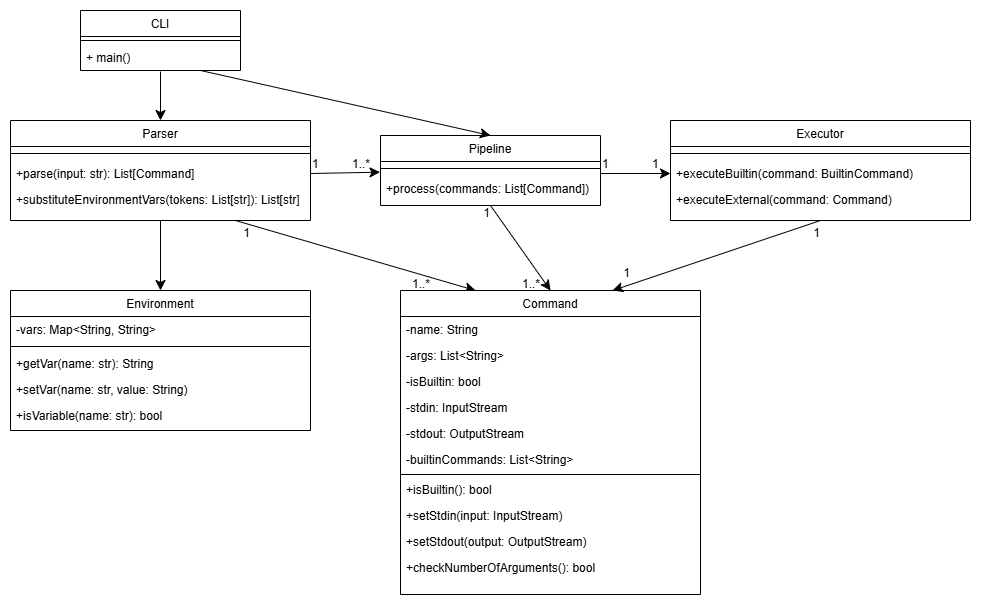 CLI
+ main()
Parser
+parse(input: str): List[Command]
+substituteEnvironmentVars(tokens: List[str]): List[str]
1
1..*
Pipeline
+process(commands: List[Command])
1
1
Executor
+executeBuiltin(command: BuiltinCommand)
+executeExternal(command: Command)
1
1..*
1
1..*
1
1
Environment
-vars: Map<String, String>
+getVar(name: str): String
+setVar(name: str, value: String)
+isVariable(name: str): bool
Command
-name: String
-args: List<String>
-isBuiltin: bool
-stdin: InputStream
-stdout: OutputStream
-builtinCommands: List<String>
+isBuiltin(): bool
+setStdin(input: InputStream)
+setStdout(output: OutputStream)
+checkNumberOfArguments(): bool